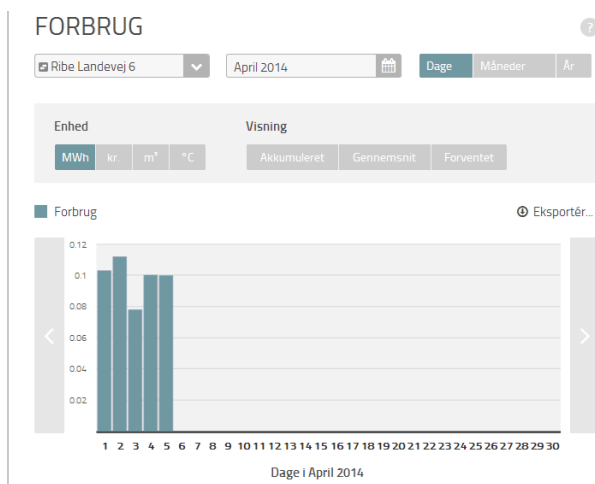 FORBRUG
?
Ribe Landevej 6
April 2014
Dage Måneder År
Enhed Visning
MWh kr. m³ °C Akkumuleret Gennemsnit Forventet
Forbrug Eksportér...
0.12
0.1
0.08
0.06
0.04
0.02
1 2 3 4 5 6 7 8 9 10 11 12 13 14 15 16 17 18 19 20 21 22 23 24 25 26 27 28 29 30
Dage i April 2014